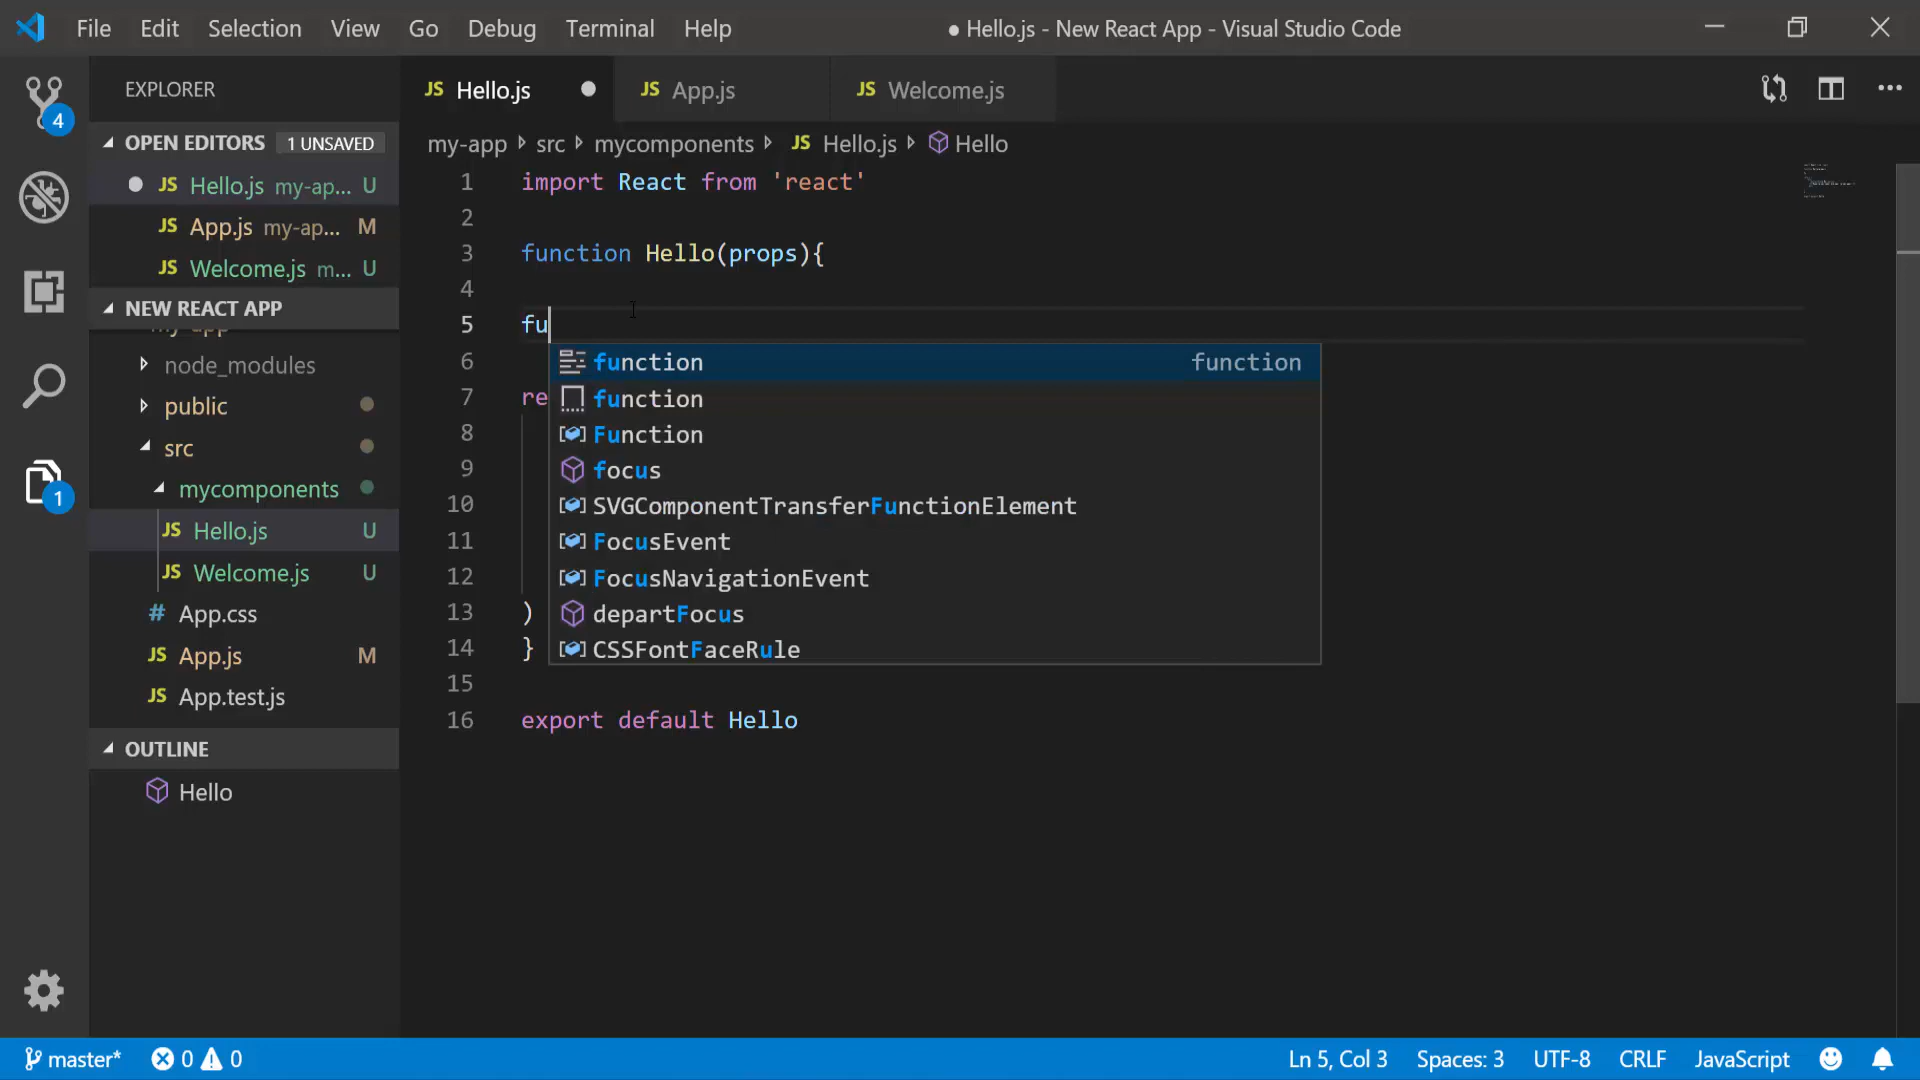 File Edit Selection View Go Debug Terminal Help ● Hello.js - New React App - Visual Studio Code
EXPLORER
JS Hello.js ● JS App.js JS Welcome.js
4
OPEN EDITORS 1 UNSAVED
my-app src mycomponents JS Hello.js Hello
● JS Hello.js my-ap... U
JS App.js my-ap... M
JS Welcome.js m... U
NEW REACT APP
my-app
node_modules
public
src
mycomponents
1
JS Hello.js U
JS Welcome.js U
# App.css
JS App.js M
JS App.test.js
OUTLINE
Hello
1 import React from 'react'
2
3 function Hello(props){
4
5 fu
6
7 re
8
9
10
11
12
13 )
14 }
15
16 export default Hello
function function
function
Function
focus
SVGComponentTransferFunctionElement
FocusEvent
FocusNavigationEvent
departFocus
CSSFontFaceRule
master* 0 0 Ln 5, Col 3 Spaces: 3 UTF-8 CRLF JavaScript